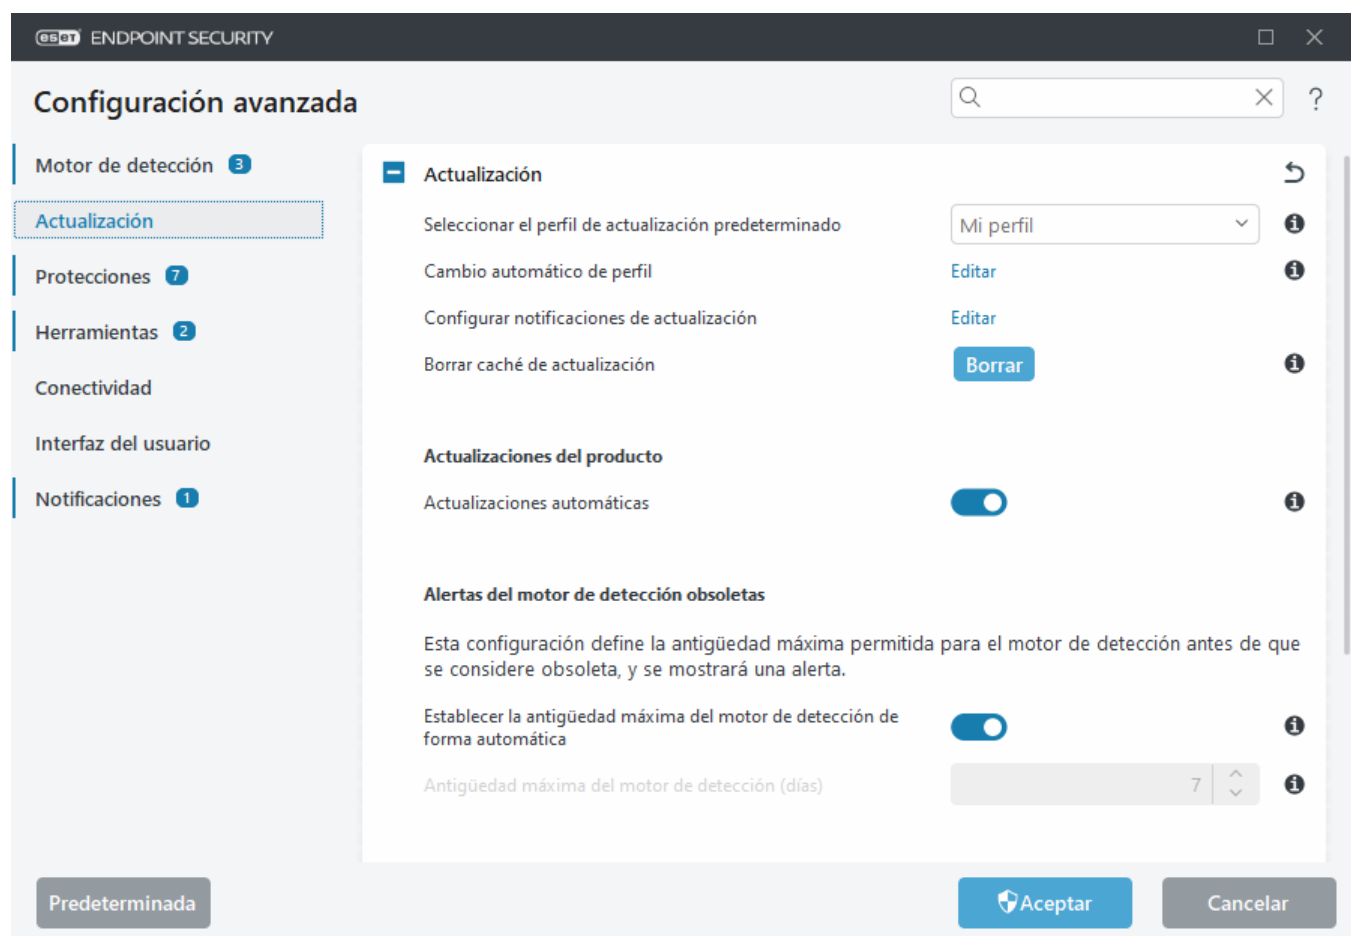 eset ENDPOINT SECURITY
Configuración avanzada
?
Motor de detección 3
Actualización
Protecciones 7
Herramientas 2
Conectividad
Interfaz del usuario
Notificaciones 1
Actualización
Seleccionar el perfil de actualización predeterminado Mi perfil
Cambio automático de perfil Editar
Configurar notificaciones de actualización Editar
Borrar caché de actualización Borrar
Actualizaciones del producto
Actualizaciones automáticas
Alertas del motor de detección obsoletas
Esta configuración define la antigüedad máxima permitida para el motor de detección antes de que
se considere obsoleta, y se mostrará una alerta.
Establecer la antigüedad máxima del motor de detección de
forma automática
Antigüedad máxima del motor de detección (días) 7
Predeterminada Aceptar Cancelar